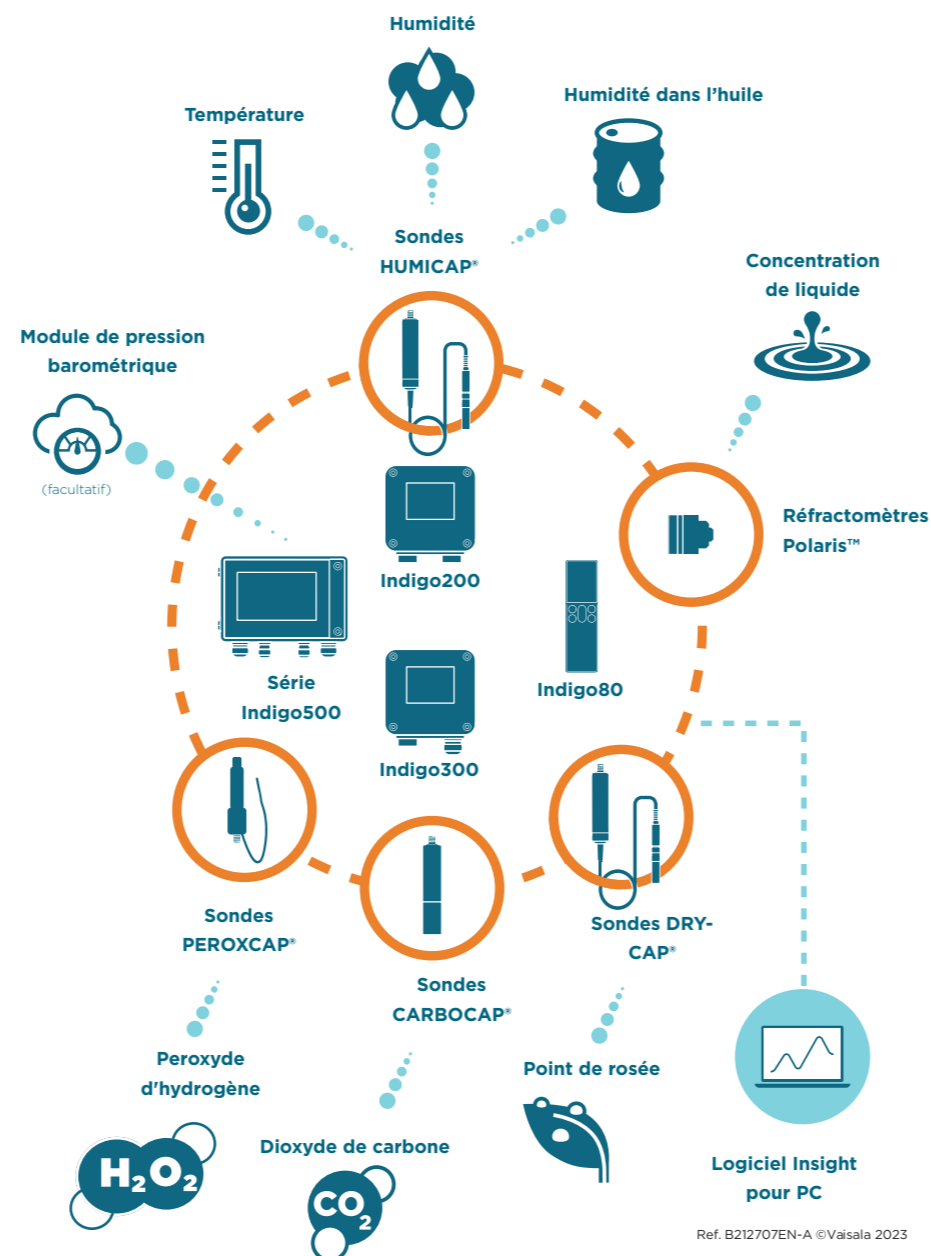 Humidité
Humidité dans l’huile
Température
Sondes
HUMICAP®
Concentration
de liquide
Module de pression
barométrique
(facultatif)
Réfractomètres
Polaris™
Indigo200
Indigo80
Série
Indigo500
Indigo300
Sondes
PEROXCAP®
Sondes DRY-
CAP®
Sondes
CARBOCAP®
Peroxyde
d'hydrogène
H₂O₂
Point de rosée
Dioxyde de carbone
CO₂
Logiciel Insight
pour PC
Ref. B212707EN-A ©Vaisala 2023